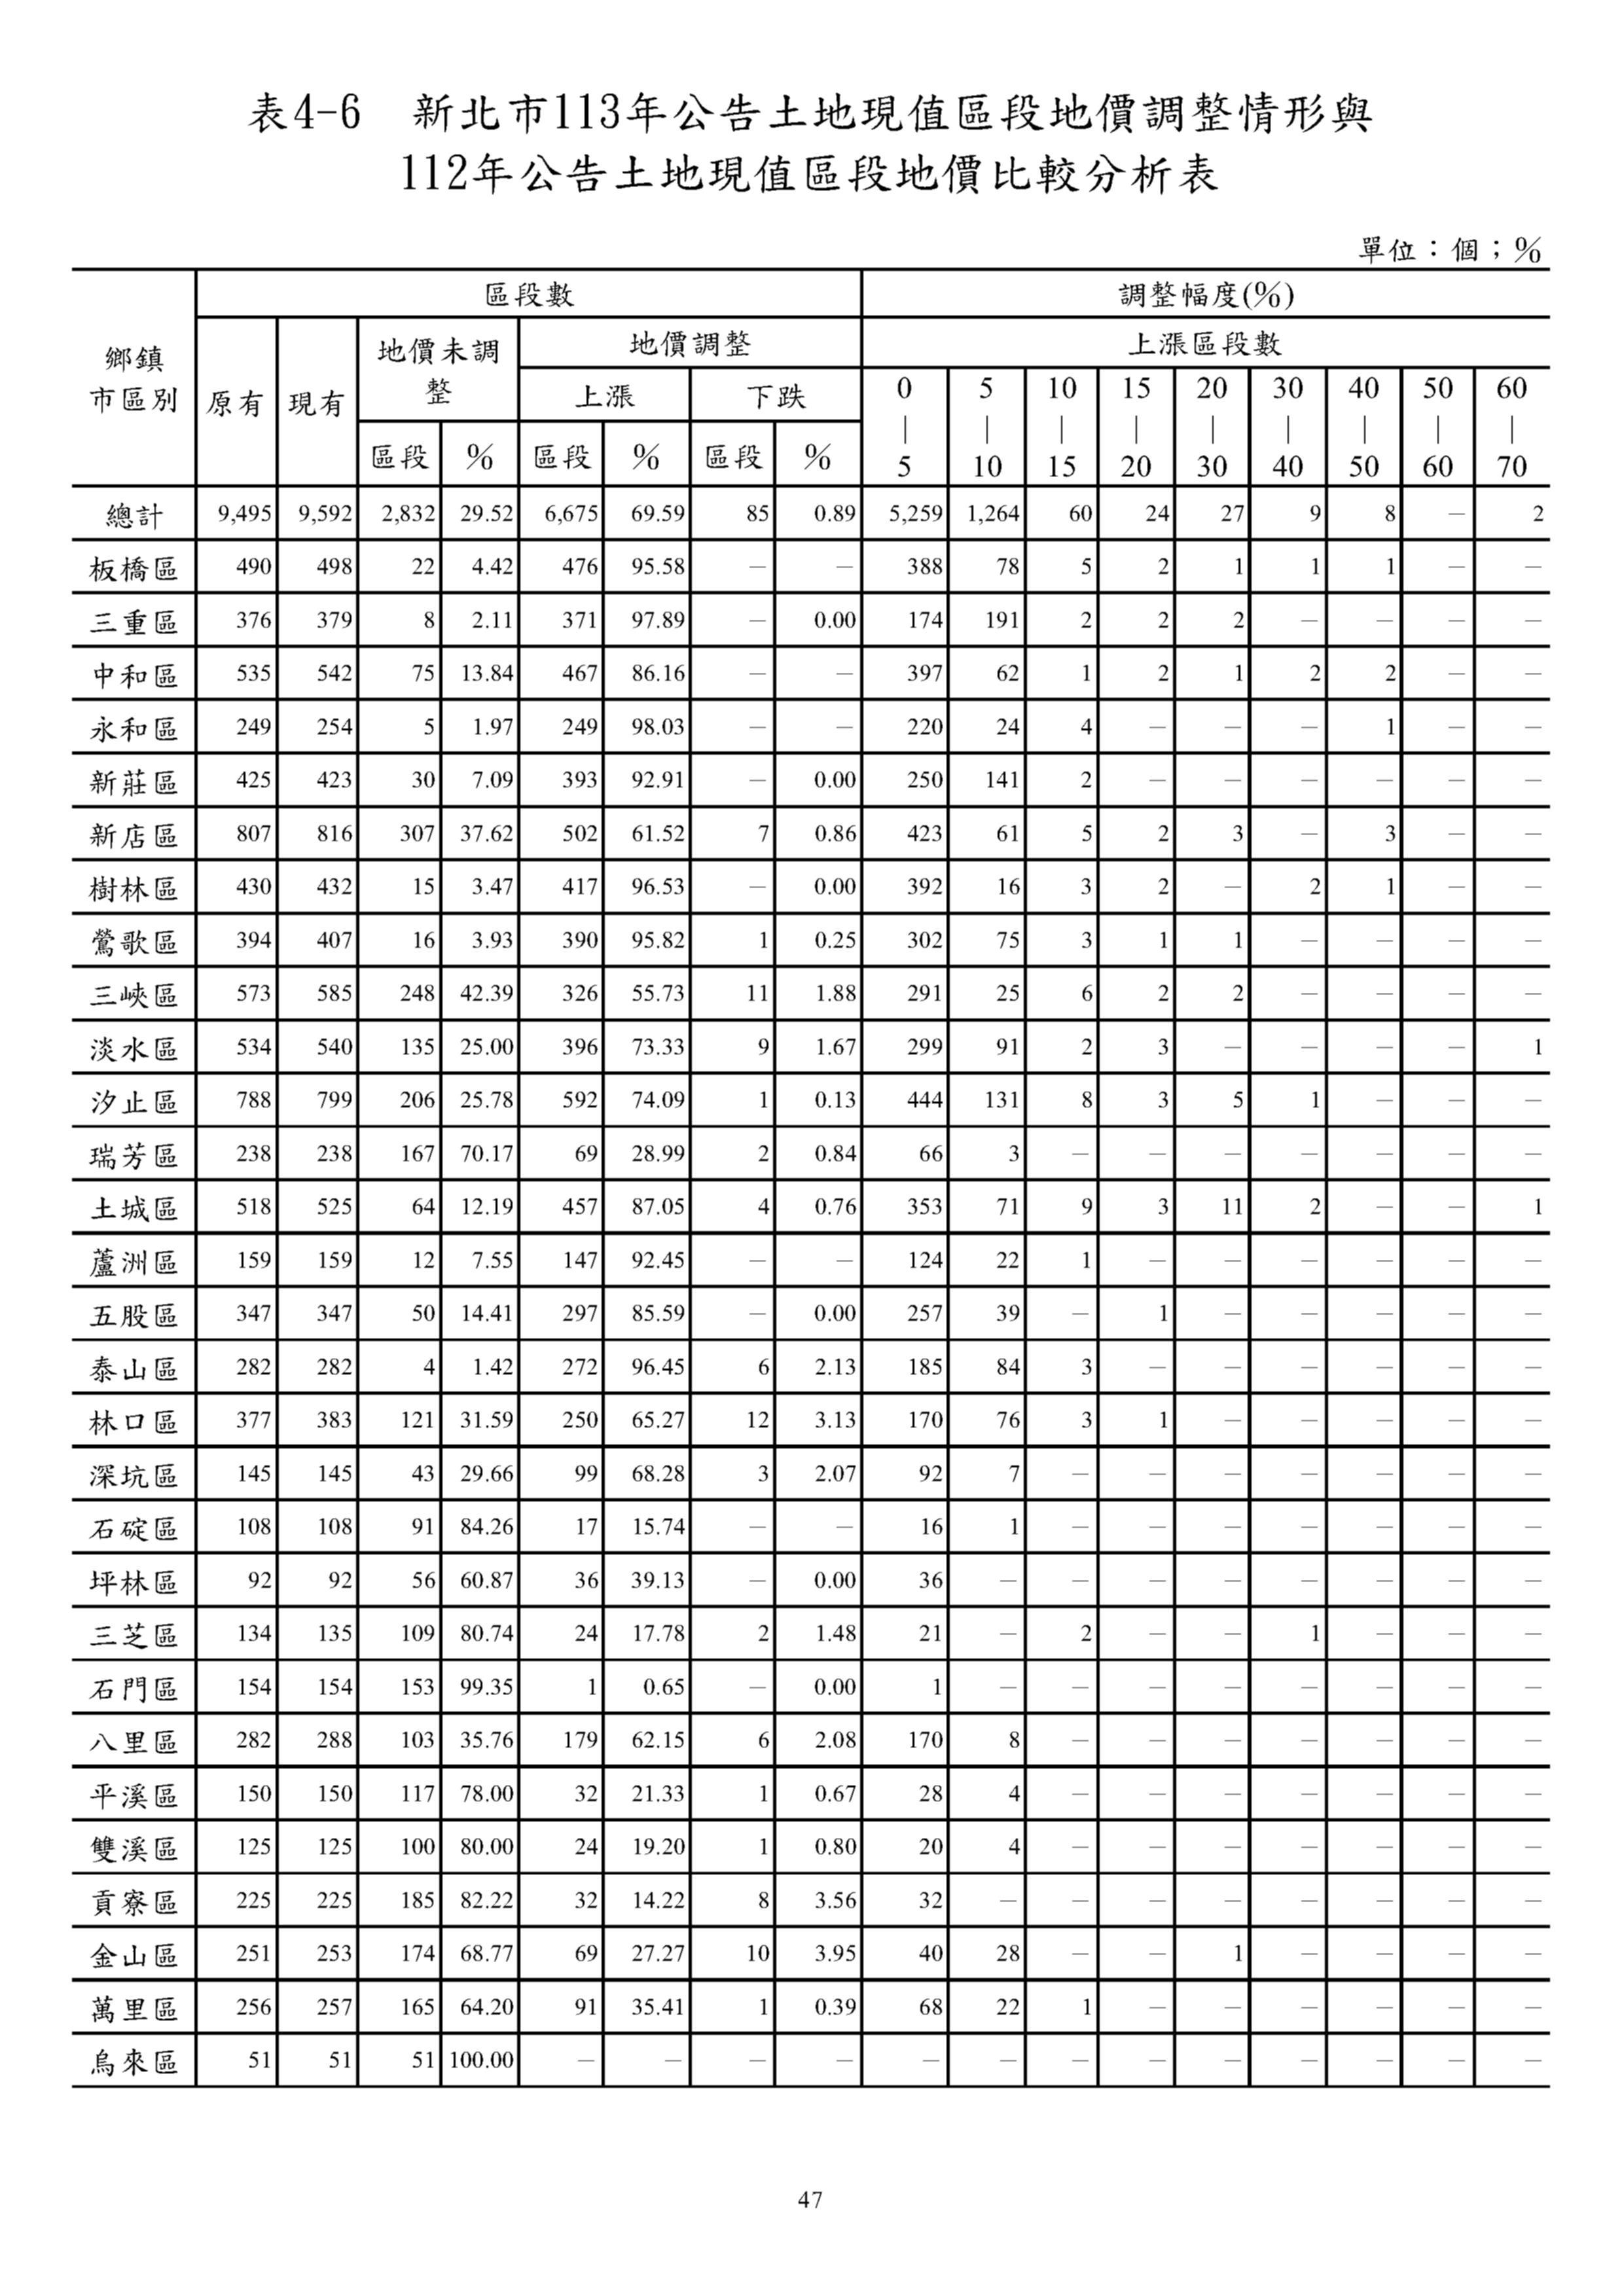 表4-6　新北市113年公告土地現值區段地價調整情形與
112年公告土地現值區段地價比較分析表
單位：個；%
鄉鎮市區別 區段數 調整幅度(%)
原有 現有 地價未調整 地價調整 上漲區段數
上漲 下跌 0｜5 5｜10 10｜15 15｜20 20｜30 30｜40 40｜50 50｜60 60｜70
區段 % 區段 % 區段 %
總計 9,495 9,592 2,832 29.52 6,675 69.59 85 0.89 5,259 1,264 60 24 27 9 8 — 2
板橋區 490 498 22 4.42 476 95.58 — — 388 78 5 2 1 1 1 — —
三重區 376 379 8 2.11 371 97.89 — 0.00 174 191 2 2 2 — — — —
中和區 535 542 75 13.84 467 86.16 — — 397 62 1 2 1 2 2 — —
永和區 249 254 5 1.97 249 98.03 — — 220 24 4 — — — 1 — —
新莊區 425 423 30 7.09 393 92.91 — 0.00 250 141 2 — — — — — —
新店區 807 816 307 37.62 502 61.52 7 0.86 423 61 5 2 3 — 3 — —
樹林區 430 432 15 3.47 417 96.53 — 0.00 392 16 3 2 — 2 1 — —
鶯歌區 394 407 16 3.93 390 95.82 1 0.25 302 75 3 1 1 — — — —
三峽區 573 585 248 42.39 326 55.73 11 1.88 291 25 6 2 2 — — — —
淡水區 534 540 135 25.00 396 73.33 9 1.67 299 91 2 3 — — — — 1
汐止區 788 799 206 25.78 592 74.09 1 0.13 444 131 8 3 5 1 — — —
瑞芳區 238 238 167 70.17 69 28.99 2 0.84 66 3 — — — — — — —
土城區 518 525 64 12.19 457 87.05 4 0.76 353 71 9 3 11 2 — — 1
蘆洲區 159 159 12 7.55 147 92.45 — — 124 22 1 — — — — — —
五股區 347 347 50 14.41 297 85.59 — 0.00 257 39 — 1 — — — — —
泰山區 282 282 4 1.42 272 96.45 6 2.13 185 84 3 — — — — — —
林口區 377 383 121 31.59 250 65.27 12 3.13 170 76 3 1 — — — — —
深坑區 145 145 43 29.66 99 68.28 3 2.07 92 7 — — — — — — —
石碇區 108 108 91 84.26 17 15.74 — — 16 1 — — — — — — —
坪林區 92 92 56 60.87 36 39.13 — 0.00 36 — — — — — — — —
三芝區 134 135 109 80.74 24 17.78 2 1.48 21 — 2 — — 1 — — —
石門區 154 154 153 99.35 1 0.65 — 0.00 1 — — — — — — — —
八里區 282 288 103 35.76 179 62.15 6 2.08 170 8 — — — — — — —
平溪區 150 150 117 78.00 32 21.33 1 0.67 28 4 — — — — — — —
雙溪區 125 125 100 80.00 24 19.20 1 0.80 20 4 — — — — — — —
貢寮區 225 225 185 82.22 32 14.22 8 3.56 32 — — — — — — — —
金山區 251 253 174 68.77 69 27.27 10 3.95 40 28 — — 1 — — — —
萬里區 256 257 165 64.20 91 35.41 1 0.39 68 22 1 — — — — — —
烏來區 51 51 51 100.00 — — — — — — — — — — — — —
47